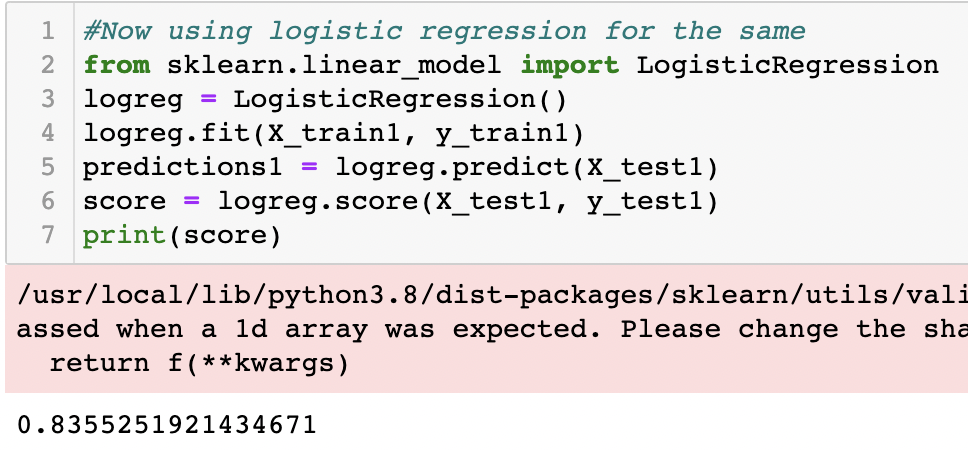 1 #Now using logistic regression for the same
2 from sklearn.linear_model import LogisticRegression
3 logreg = LogisticRegression()
4 logreg.fit(X_train1, y_train1)
5 predictions1 = logreg.predict(X_test1)
6 score = logreg.score(X_test1, y_test1)
7 print(score)
/usr/local/lib/python3.8/dist-packages/sklearn/utils/vali
assed when a 1d array was expected. Please change the sha
return f(**kwargs)
0.8355251921434671